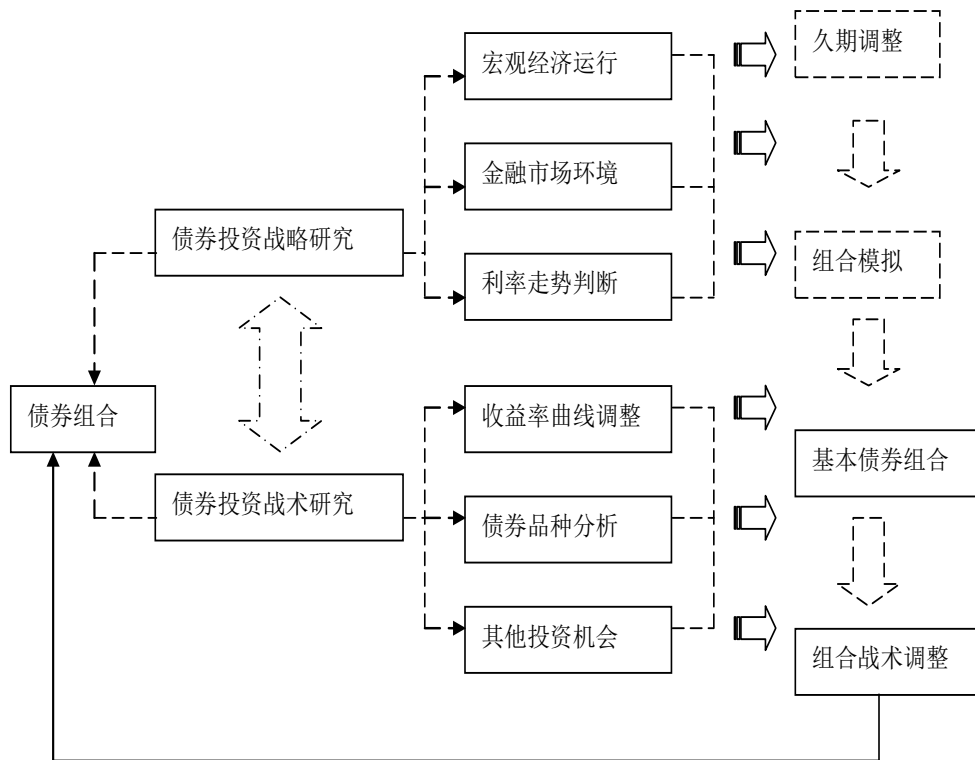 宏观经济运行
久期调整
金融市场环境
债券投资战略研究
利率走势判断
组合模拟
债券组合
收益率曲线调整
基本债券组合
债券投资战术研究
债券品种分析
其他投资机会
组合战术调整